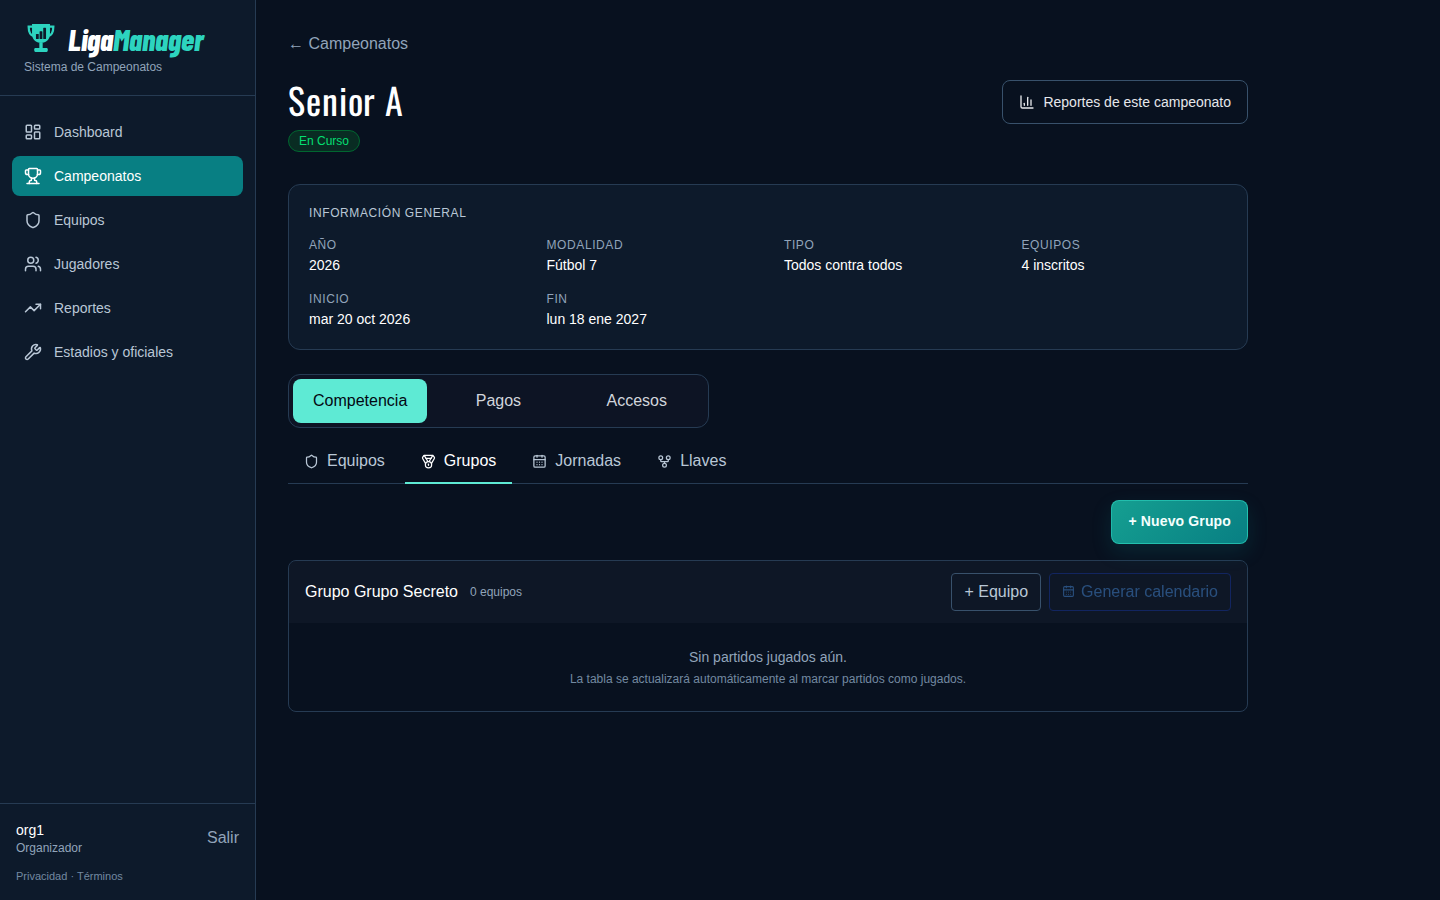 LigaManager
Sistema de Campeonatos
Dashboard
Campeonatos
Equipos
Jugadores
Reportes
Estadios y oficiales
org1
Organizador
Salir
Privacidad · Términos
← Campeonatos
Senior A
En Curso
Reportes de este campeonato
INFORMACIÓN GENERAL
AÑO
2026
MODALIDAD
Fútbol 7
TIPO
Todos contra todos
EQUIPOS
4 inscritos
INICIO
mar 20 oct 2026
FIN
lun 18 ene 2027
Competencia
Pagos
Accesos
Equipos
Grupos
Jornadas
Llaves
+ Nuevo Grupo
Grupo Grupo Secreto 0 equipos
+ Equipo
Generar calendario
Sin partidos jugados aún.
La tabla se actualizará automáticamente al marcar partidos como jugados.